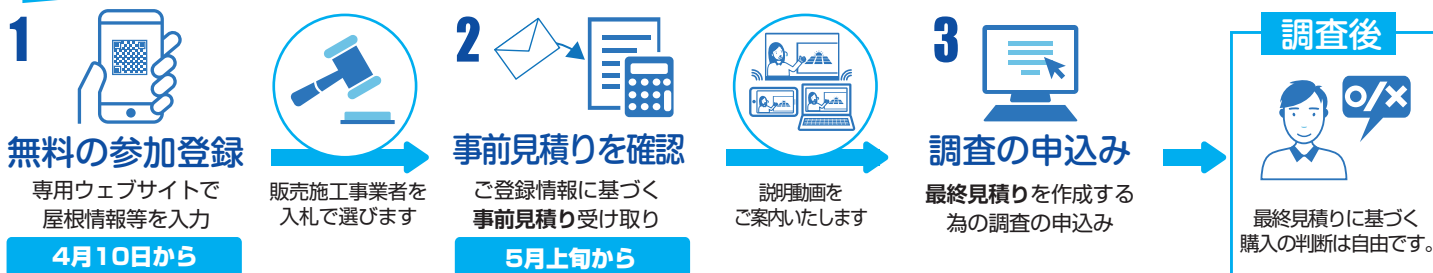 1
無料の参加登録
専用ウェブサイトで
屋根情報等を入力
4月10日から
販売施工事業者を
入札で選びます
2
事前見積りを確認
ご登録情報に基づく
事前見積り受け取り
5月上旬から
説明動画を
ご案内いたします
3
調査の申込み
最終見積りを作成する
為の調査の申込み
調査後
○/×
最終見積りに基づく
購入の判断は自由です。